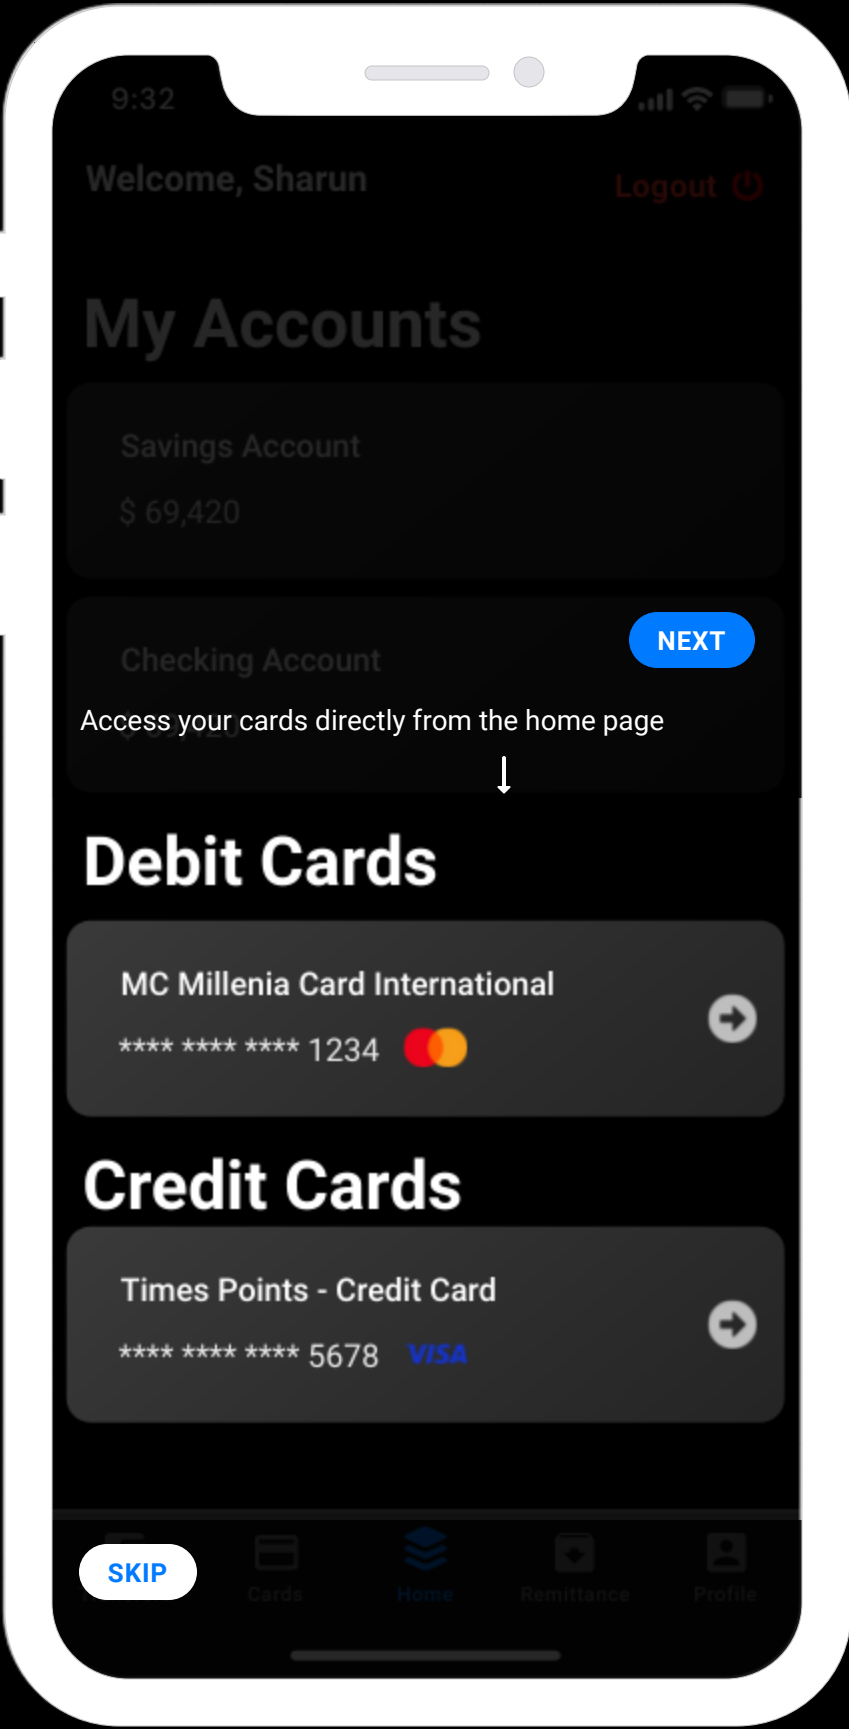 9:32
Welcome, Sharun
Logout
My Accounts
Savings Account
$ 69,420
NEXT
Checking Account
Access your cards directly from the home page
Debit Cards
MC Millenia Card International
**** **** **** 1234
Credit Cards
Times Points - Credit Card
**** **** **** 5678 VISA
SKIP
Cards
Home
Remittance
Profile